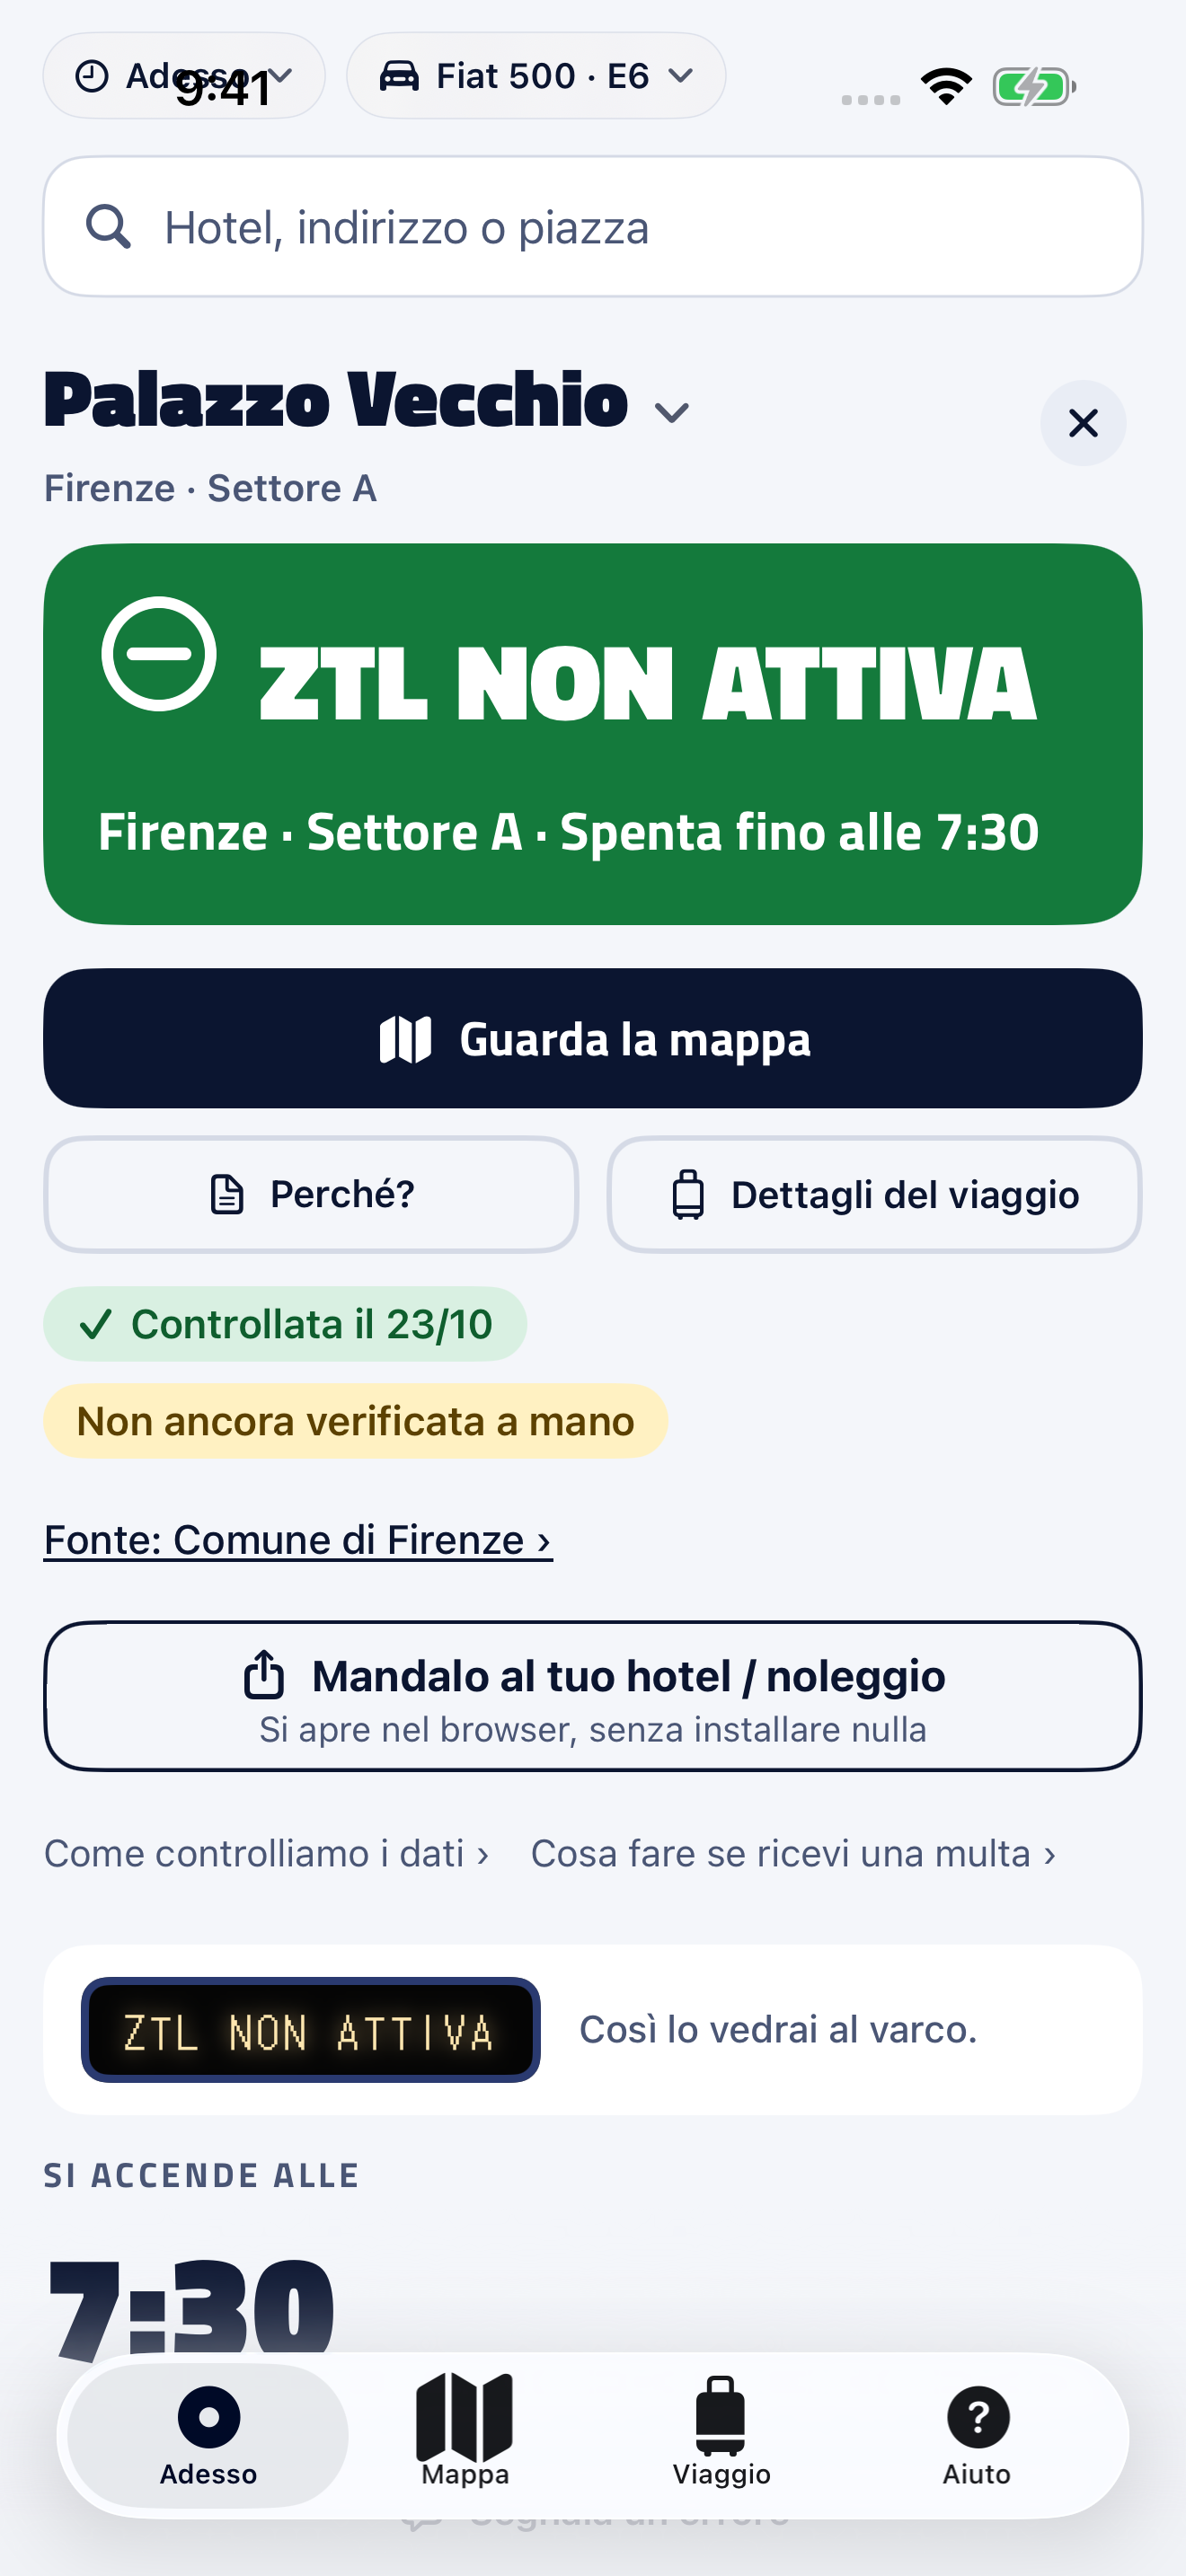 Adesso
9:41
Fiat 500 · E6
Hotel, indirizzo o piazza
Palazzo Vecchio
Firenze · Settore A
ZTL NON ATTIVA
Firenze · Settore A · Spenta fino alle 7:30
Guarda la mappa
Perché?
Dettagli del viaggio
Controllata il 23/10
Non ancora verificata a mano
Fonte: Comune di Firenze ›
Mandalo al tuo hotel / noleggio
Si apre nel browser, senza installare nulla
Come controlliamo i dati ›
Cosa fare se ricevi una multa ›
ZTL NON ATTIVA
Così lo vedrai al varco.
SI ACCENDE ALLE
7:30
Adesso
Mappa
Viaggio
Aiuto